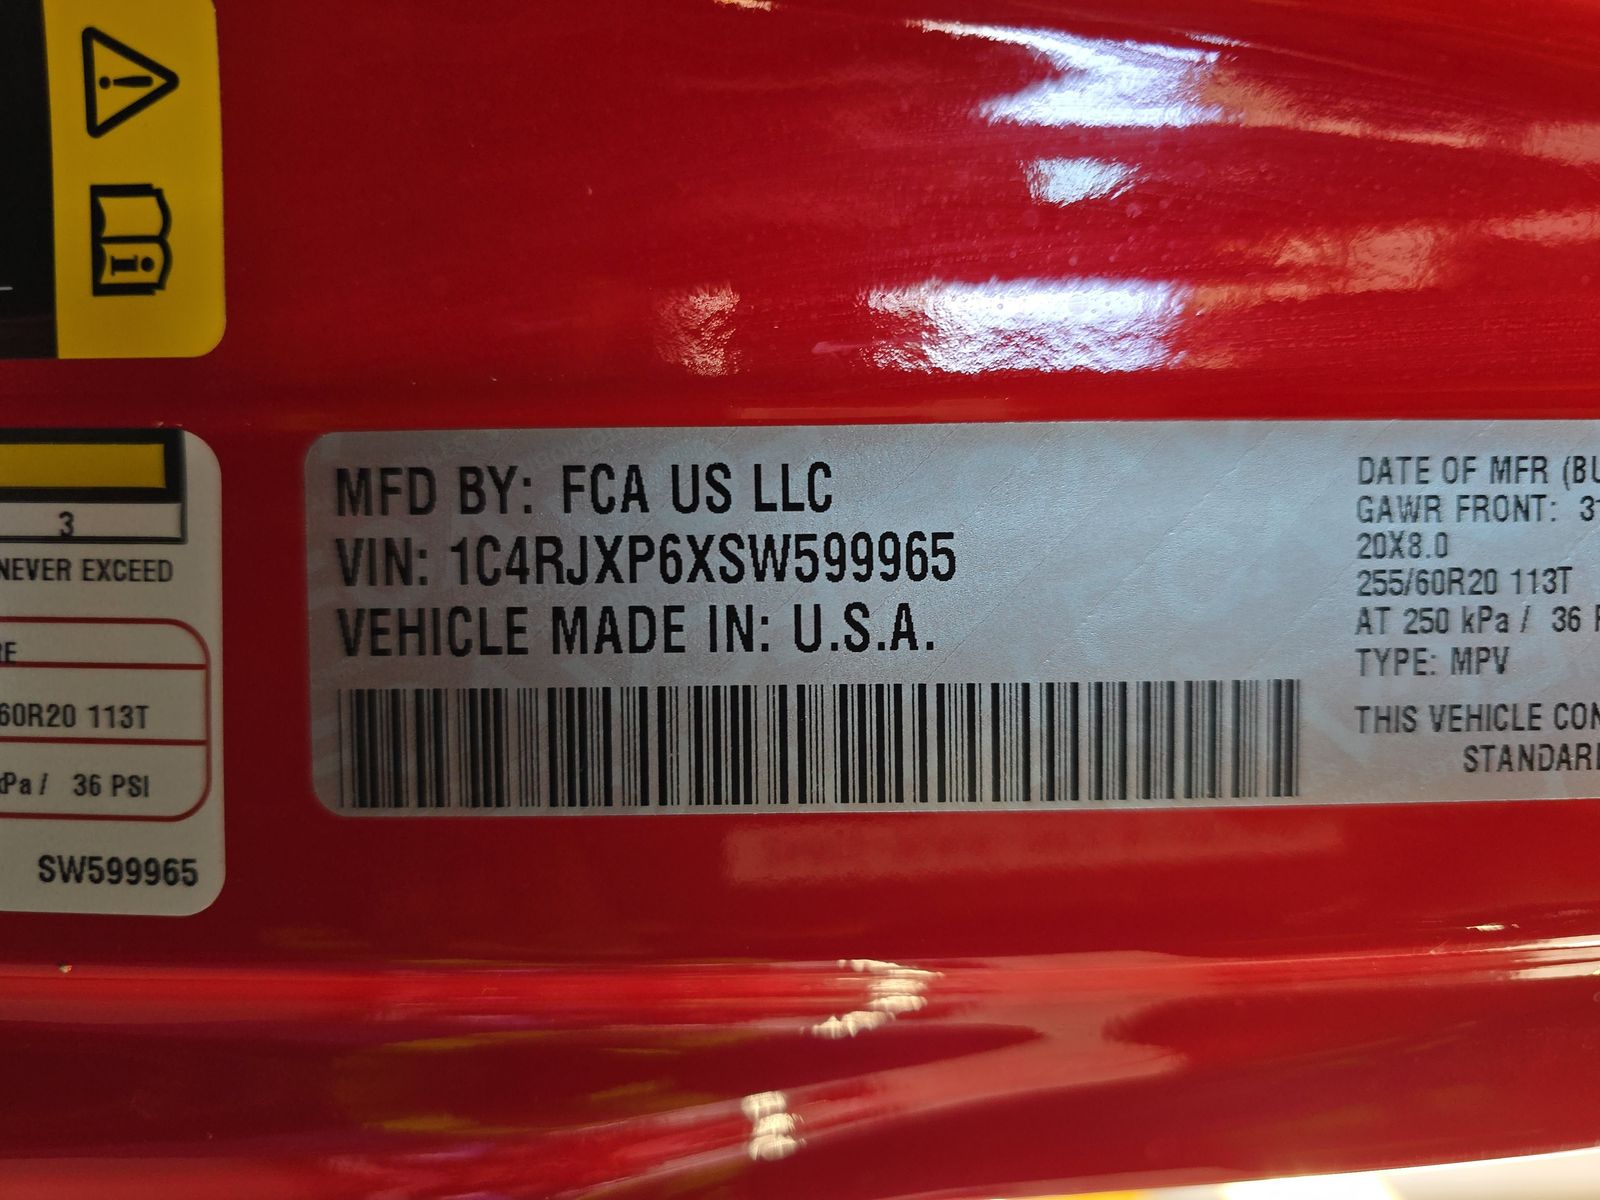 3
NEVER EXCEED
60R20 113T
kPa / 36 PSI
SW599965
MFD BY: FCA US LLC
VIN: 1C4RJXP6XSW599965
VEHICLE MADE IN: U.S.A.
DATE OF MFR
GAWR FRONT:
20X8.0
255/60R20 113T
AT 250 kPa / 36
TYPE: MPV
THIS VEHICLE